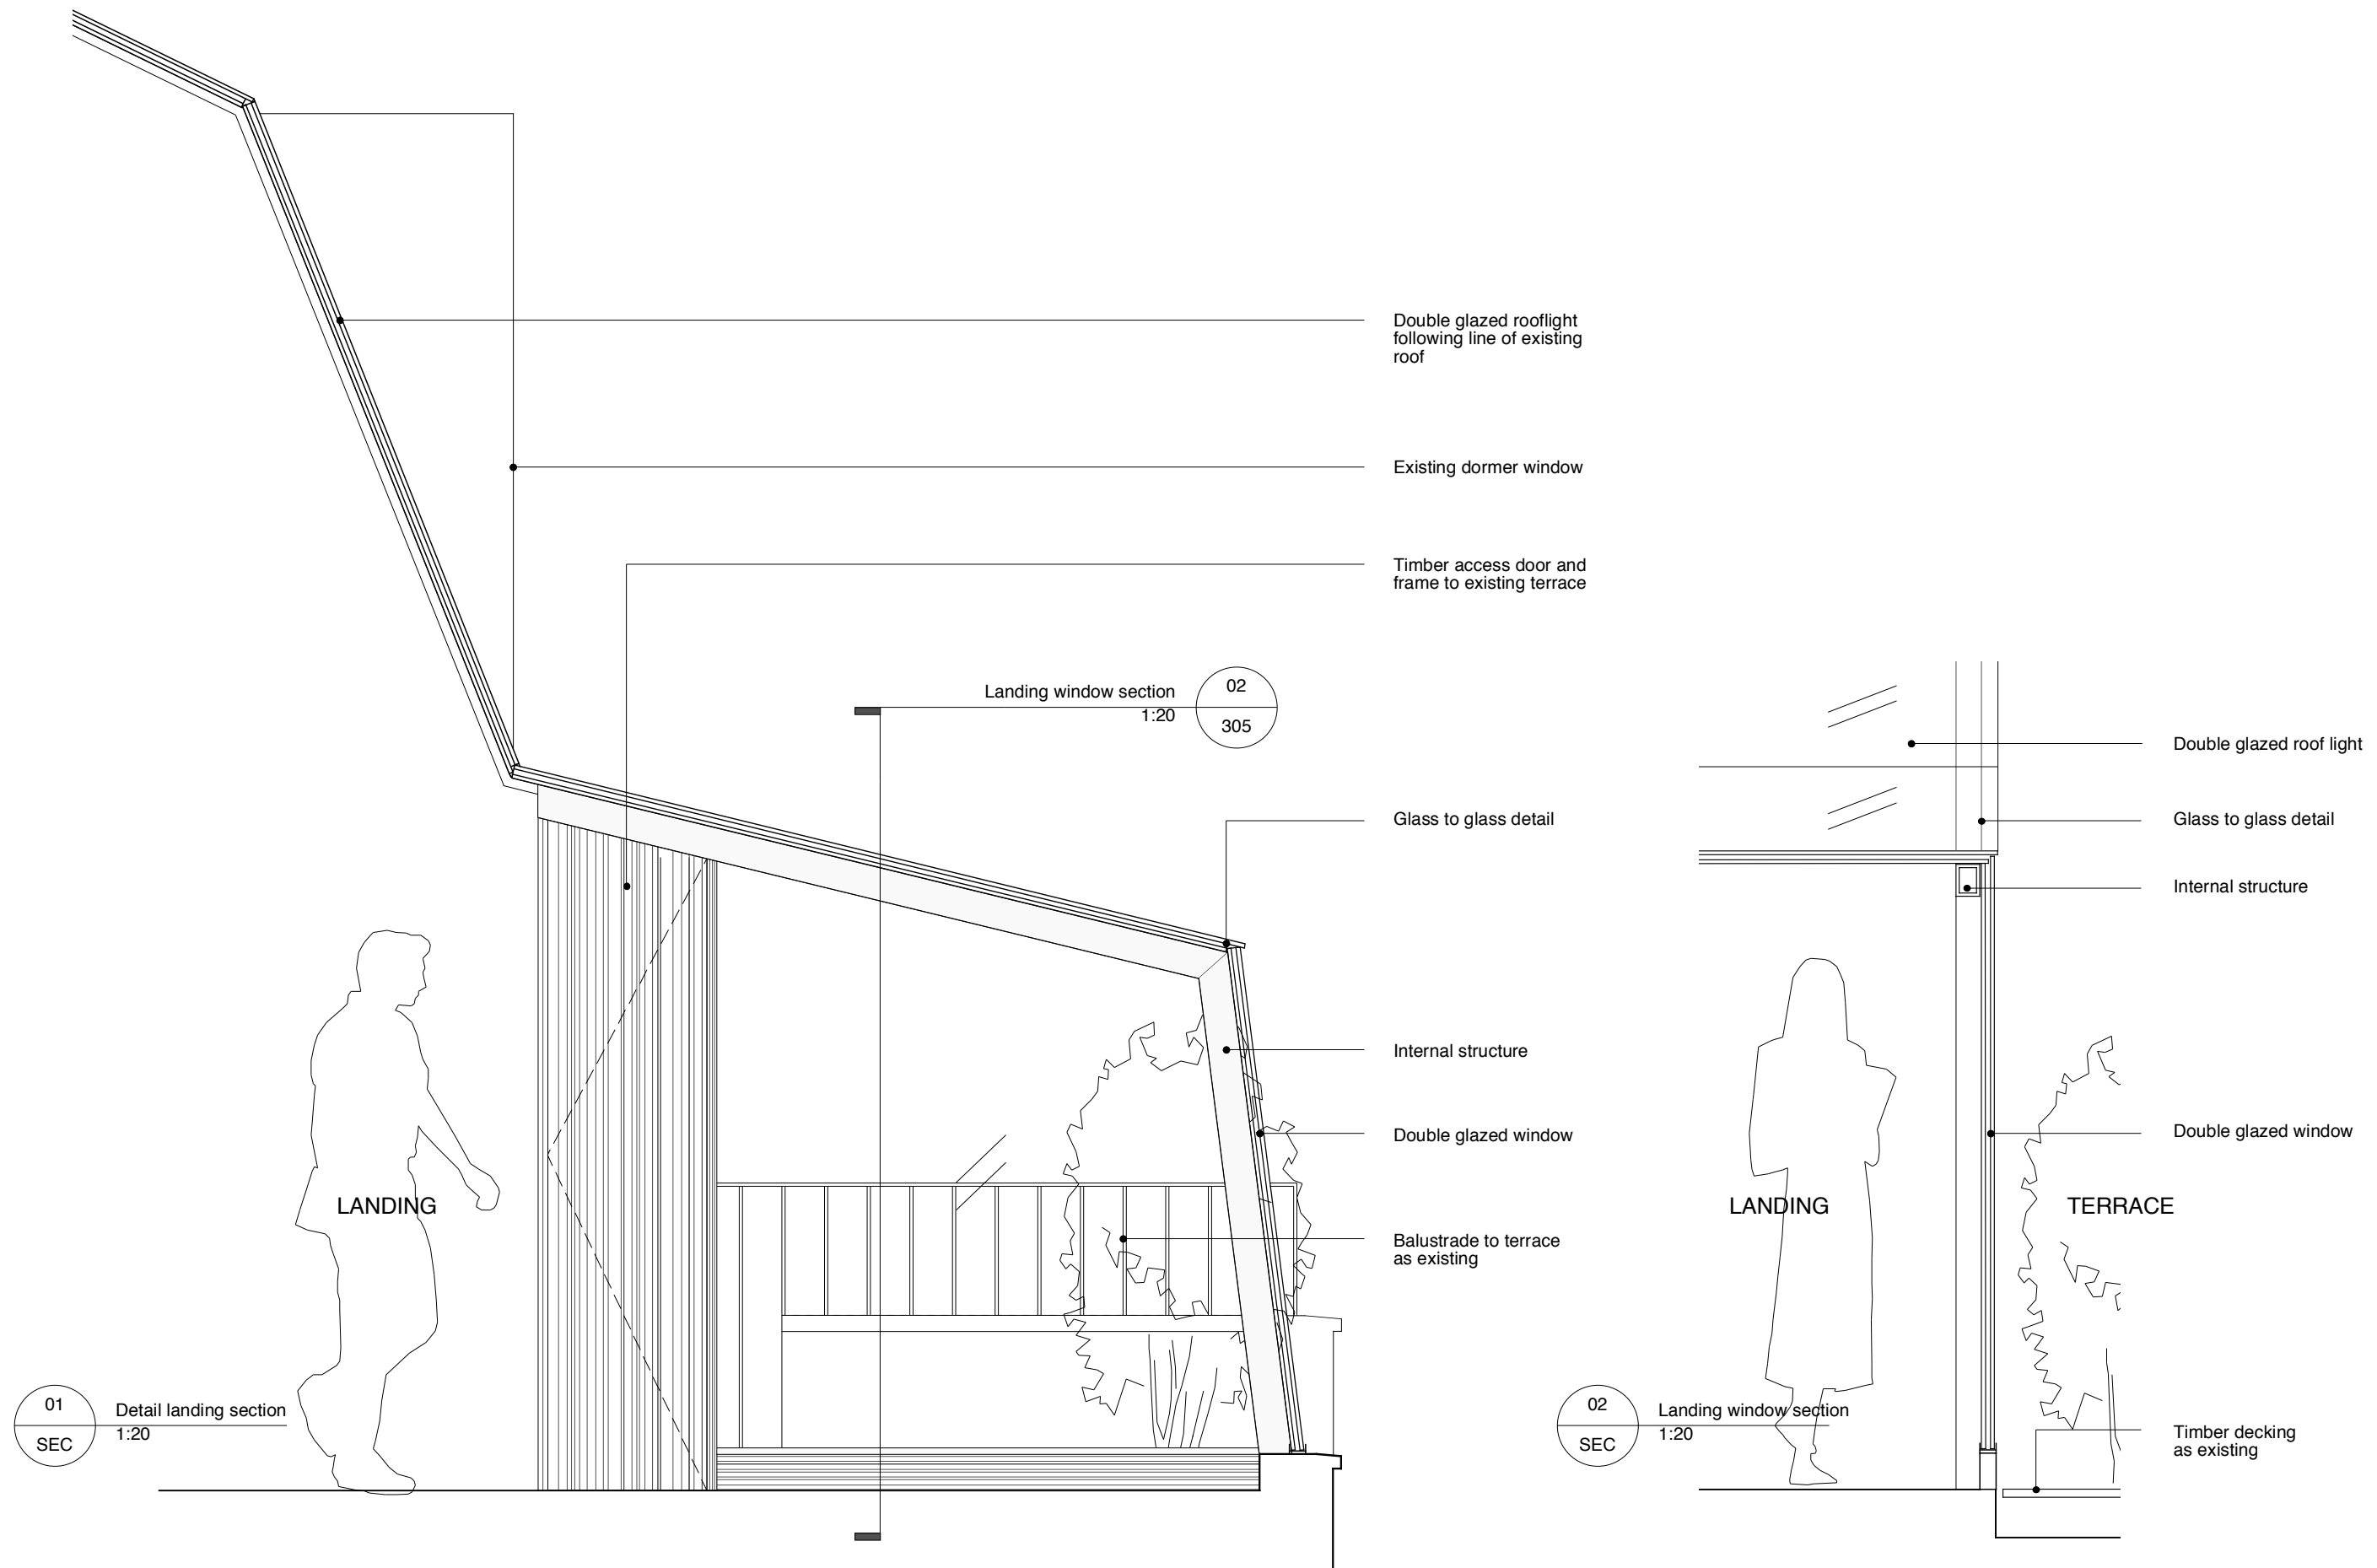 Double glazed rooflight
following line of existing
roof
Existing dormer window
Timber access door and
frame to existing terrace
Landing window section
1:20
02
305
Glass to glass detail
Internal structure
Double glazed window
Balustrade to terrace
as existing
LANDING
01
SEC
Detail landing section
1:20
Double glazed roof light
Glass to glass detail
Internal structure
Double glazed window
LANDING
TERRACE
02
SEC
Landing window section
1:20
Timber decking
as existing